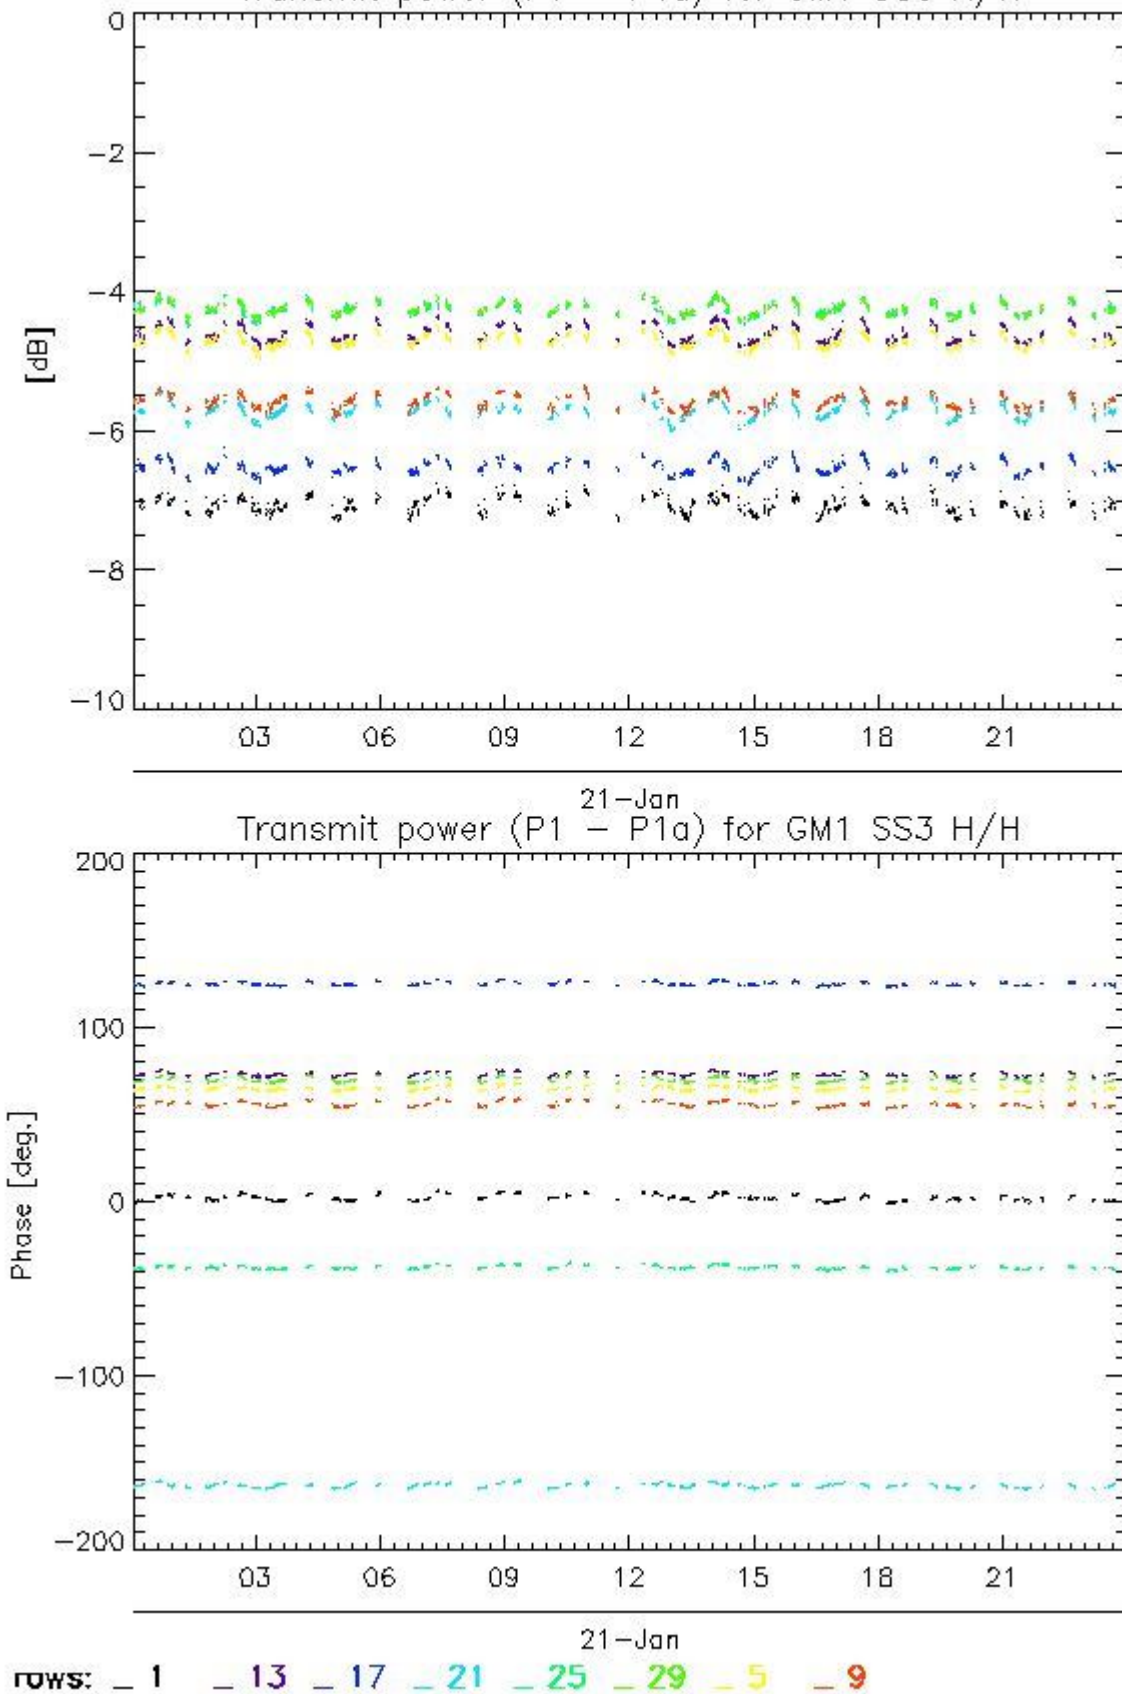 0
-2
-4
[dB]
-6
-8
-10
03 06 09 12 15 18 21
21-Jan
Transmit power (P1 - P1a) for GM1 SS3 H/H
200
100
0
Phase [deg.]
-100
-200
03 06 09 12 15 18 21
21-Jan
rows: _ 1 _ 13 _ 17 _ 21 _ 25 _ 29 _ 5 _ 9